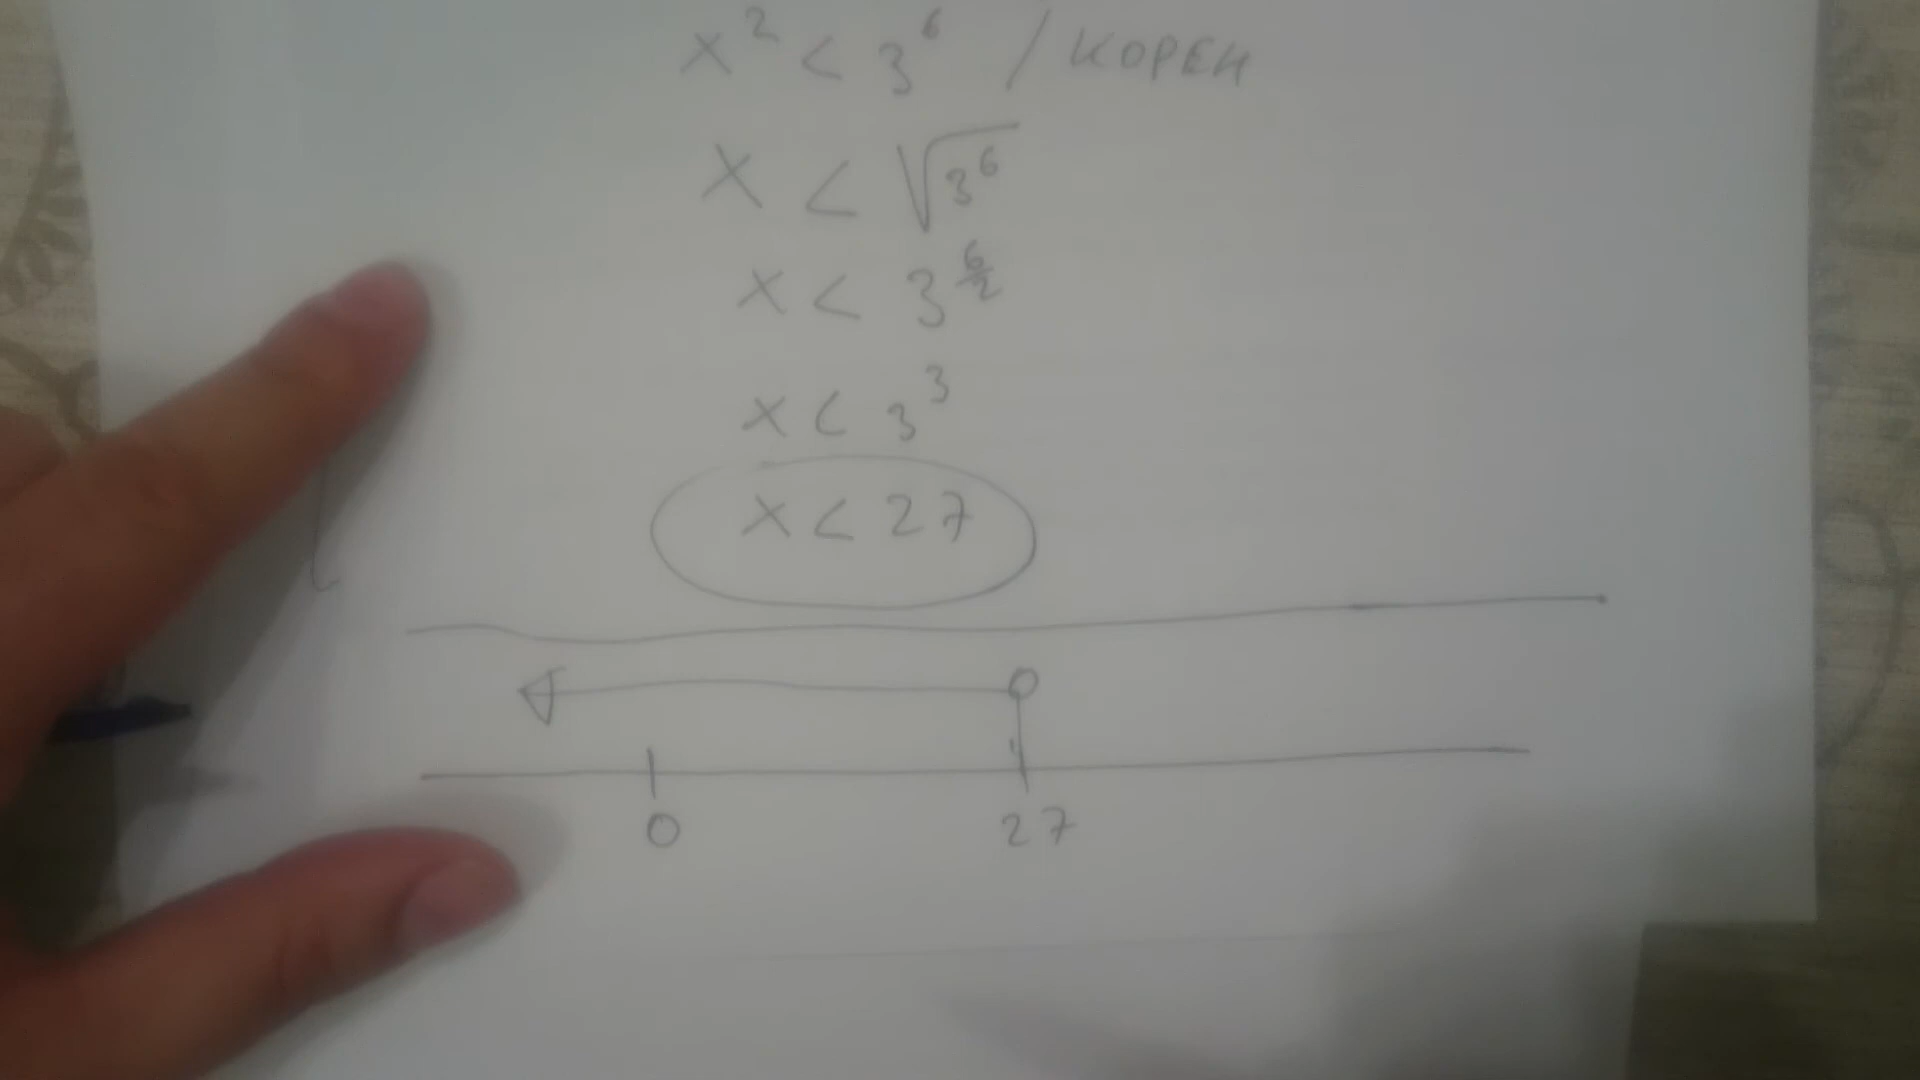 x² < 3⁶ / КОРЕН
x < √3⁶
x < 3^(6/2)
x < 3³
x < 27
0 27